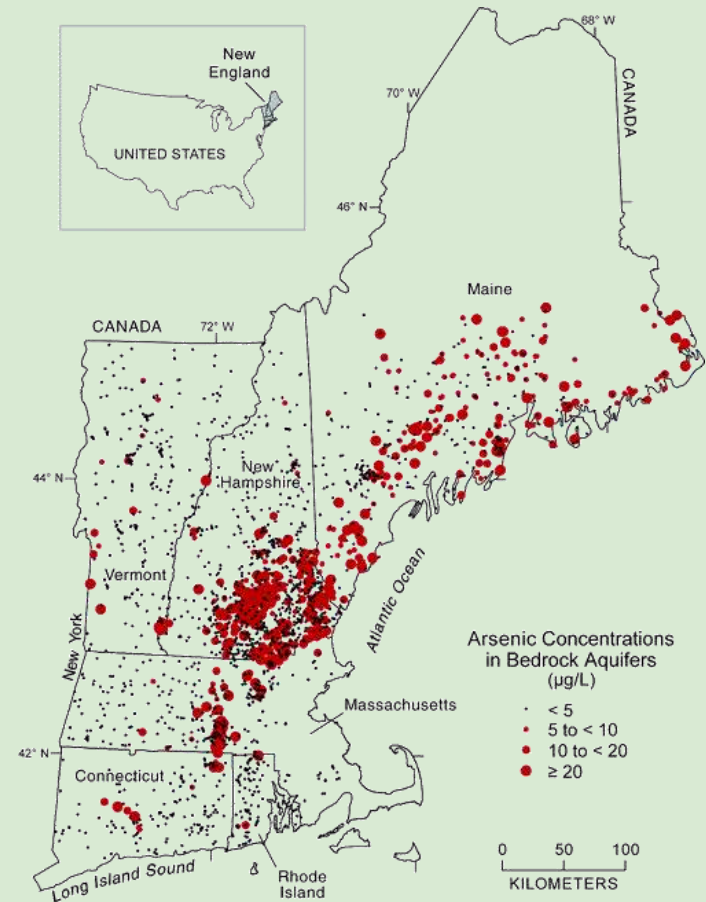 New
England
UNITED STATES
68° W
CANADA
70° W
46° N
Maine
CANADA
72° W
44° N
New
Hampshire
Vermont
New York
Atlantic Ocean
Arsenic Concentrations
in Bedrock Aquifers
(µg/L)
< 5
5 to < 10
10 to < 20
≥ 20
Massachusetts
42° N
Connecticut
Long Island Sound
Rhode
Island
0 50 100
KILOMETERS